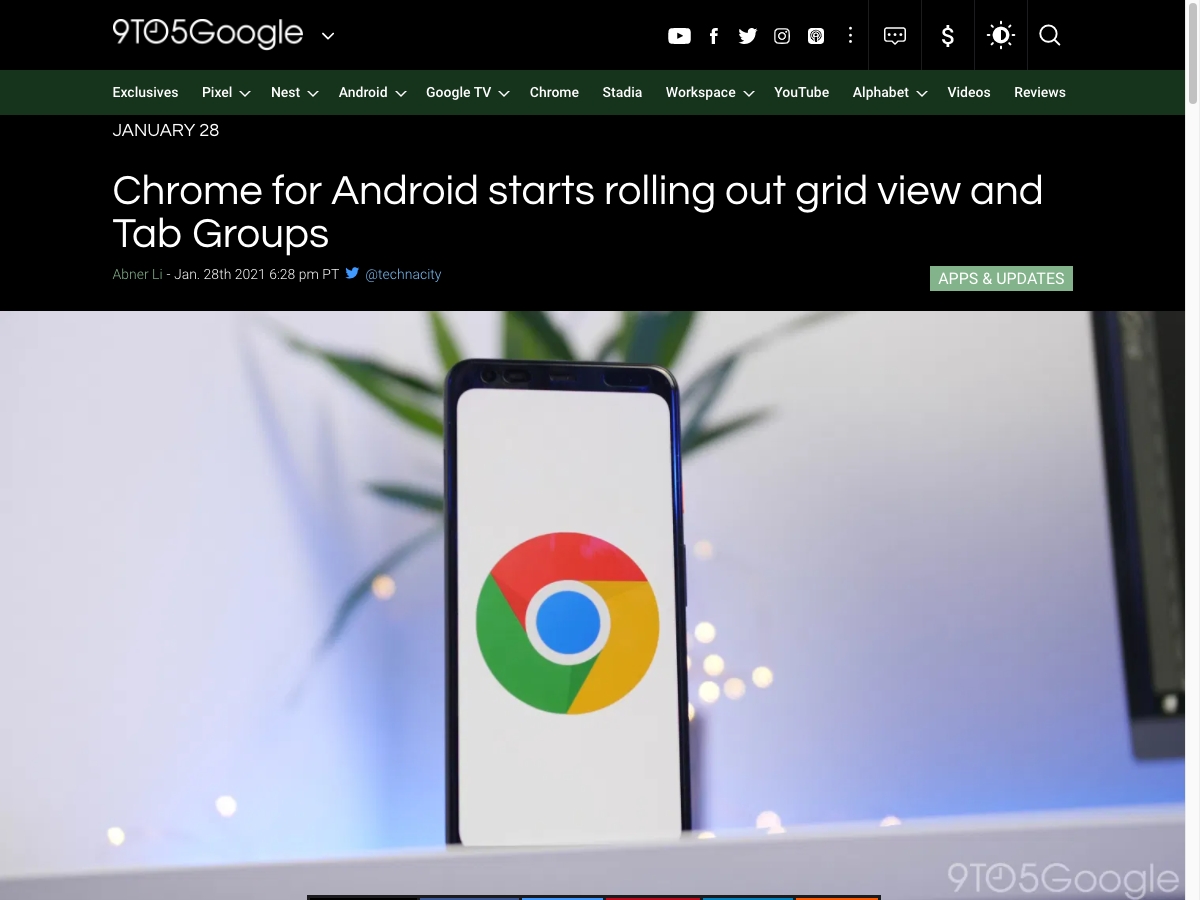 9TO5Google
Exclusives Pixel Nest Android Google TV Chrome Stadia Workspace YouTube Alphabet Videos Reviews
JANUARY 28
Chrome for Android starts rolling out grid view and
Tab Groups
Abner Li - Jan. 28th 2021 6:28 pm PT @technacity
APPS & UPDATES
9TO5Google